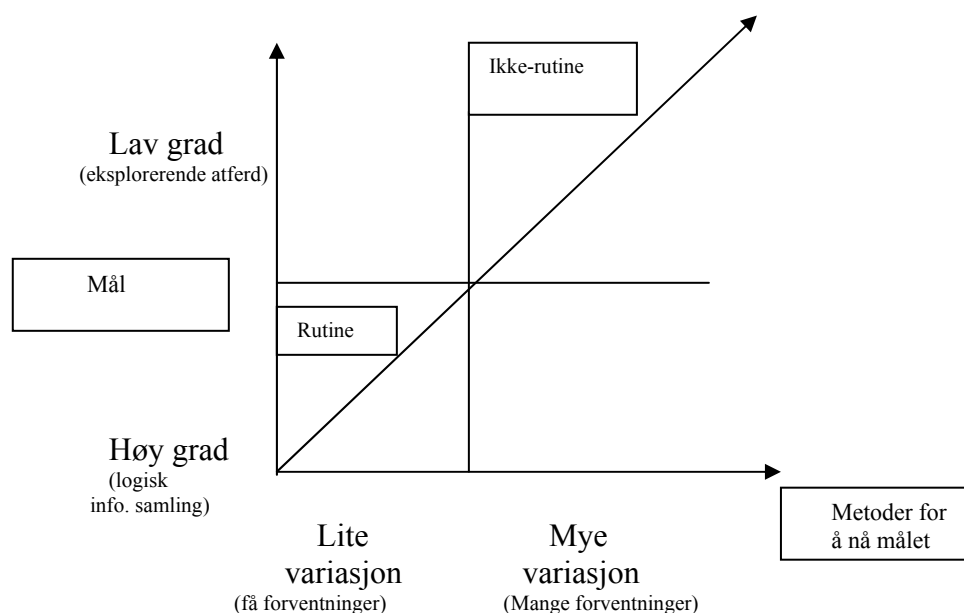 Ikke-rutine
Lav grad
(eksplorerende atferd)
Mål
Rutine
Høy grad
(logisk
info. samling)
Metoder for
å nå målet
Lite
variasjon
(få forventninger)
Mye
variasjon
(Mange forventninger)